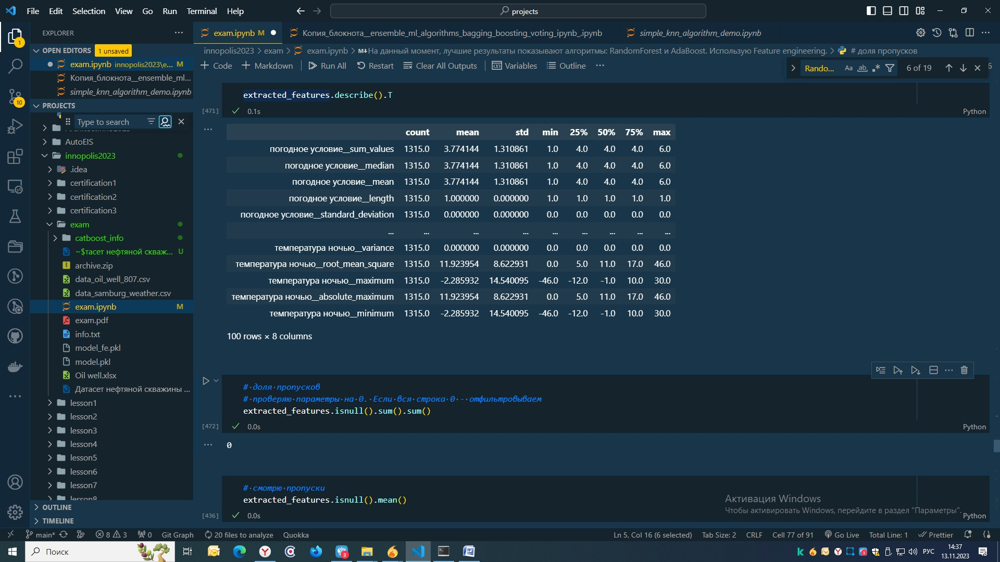 File Edit Selection View Go Run Terminal Help
projects
EXPLORER
exam.ipynb M
Копия_блокнота__ensemble_ml_algorithms_bagging_boosting_voting_ipynb_.ipynb
simple_knn_algorithm_demo.ipynb
OPEN EDITORS 1 unsaved
exam.ipynb innopolis2023\e... M
Копия_блокнота__ensemble_ml...
simple_knn_algorithm_demo.ipynb
PROJECTS
Type to search
AutoEIS
innopolis2023
.idea
certification1
certification2
certification3
exam
catboost_info
~$тасет нефтяной скваж... U
archive.zip
data_oil_well_807.csv
data_samburg_weather.csv
exam.ipynb M
exam.pdf
info.txt
model_fe.pkl
model.pkl
Oil well.xlsx
Датасет нефтяной скважины ...
lesson1
lesson2
lesson3
lesson4
lesson5
lesson6
lesson7
lesson8
OUTLINE
TIMELINE
1
10
innopolis2023 > exam > exam.ipynb > M↓На данный момент, лучшие результаты показывают алгоритмы: RandomForest и AdaBoost. Использую Feature engineering. > # доля пропусков
+ Code + Markdown Run All Restart Clear All Outputs Variables Outline ...
Rando... Aa ab 6 of 19
extracted_features.describe().T
[471] 0.1s
Python
count mean std min 25% 50% 75% max
погодное условие__sum_values 1315.0 3.774144 1.310861 1.0 4.0 4.0 4.0 6.0
погодное условие__median 1315.0 3.774144 1.310861 1.0 4.0 4.0 4.0 6.0
погодное условие__mean 1315.0 3.774144 1.310861 1.0 4.0 4.0 4.0 6.0
погодное условие__length 1315.0 1.000000 0.000000 1.0 1.0 1.0 1.0 1.0
погодное условие__standard_deviation 1315.0 0.000000 0.000000 0.0 0.0 0.0 0.0 0.0
... ... ... ... ... ... ... ... ...
температура ночью__variance 1315.0 0.000000 0.000000 0.0 0.0 0.0 0.0 0.0
температура ночью__root_mean_square 1315.0 11.923954 8.622931 0.0 5.0 11.0 17.0 46.0
температура ночью__maximum 1315.0 -2.285932 14.540095 -46.0 -12.0 -1.0 10.0 30.0
температура ночью__absolute_maximum 1315.0 11.923954 8.622931 0.0 5.0 11.0 17.0 46.0
температура ночью__minimum 1315.0 -2.285932 14.540095 -46.0 -12.0 -1.0 10.0 30.0
100 rows × 8 columns
# доля пропусков
# проверяю параметры на 0. Если вся строка 0 - отфильтровываем
extracted_features.isnull().sum().sum()
[472] 0.0s
Python
0
# смотрю пропуски
extracted_features.isnull().mean()
[436] 0.0s
Python
Активация Windows
Чтобы активировать Windows, перейдите в раздел "Параметры".
main* 8 3 0 Git Graph 20 files to analyze Quokka
Ln 5, Col 16 (6 selected) Tab Size: 2 CRLF Cell 77 of 91 Go Live Total Line: 1 Prettier
Поиск
3
РУС
14:37
13.11.2023